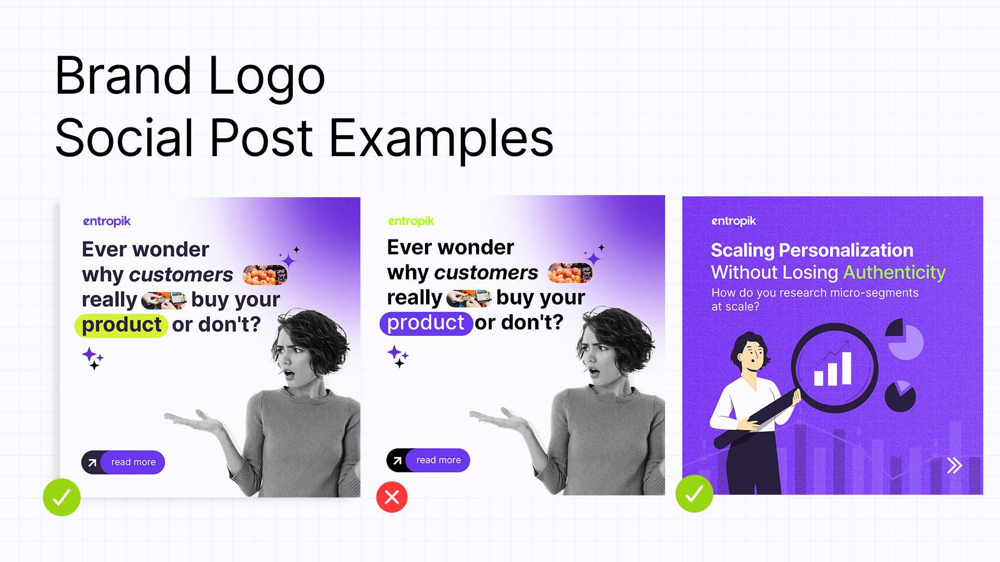 Brand Logo
Social Post Examples
entropik
Ever wonder
why customers
really buy your
product or don't?
read more
entropik
Ever wonder
why customers
really buy your
product or don't?
read more
entropik
Scaling Personalization
Without Losing Authenticity
How do you research micro-segments
at scale?